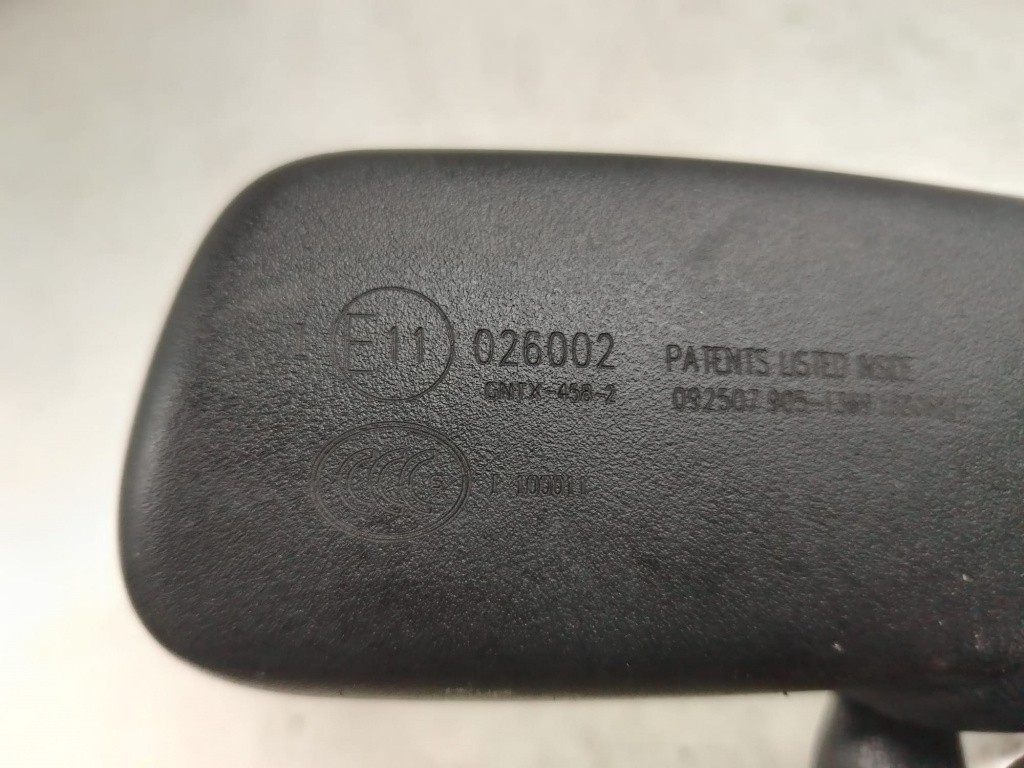 I E11 026002
GNTX-458-2
PATENTS LISTED INSIDE
092507